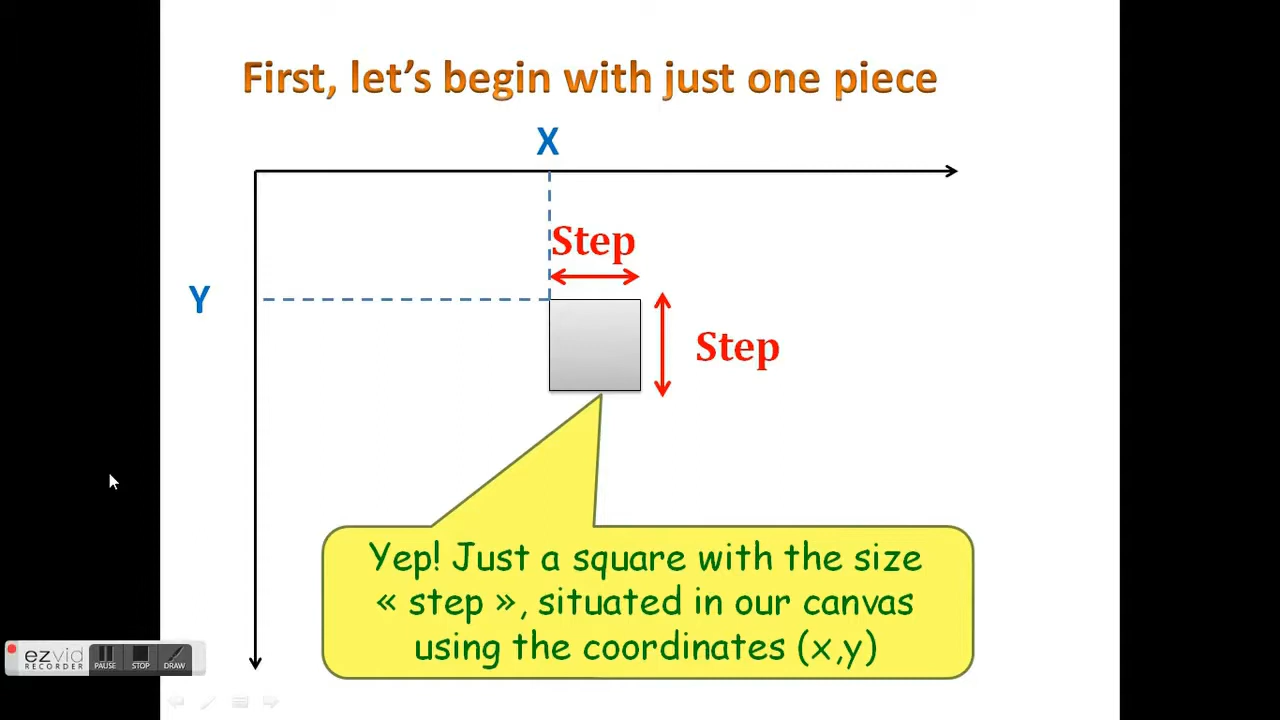 First, let's begin with just one piece
X
Step
Y
Step
Yep! Just a square with the size
« step », situated in our canvas
using the coordinates (x,y)
ezvid
RECORDER
PAUSE
STOP
DRAW